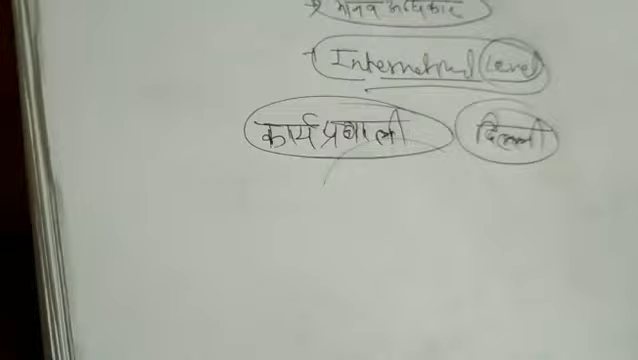 मानव अधिकार
International Level
कार्यप्रणाली दिल्ली